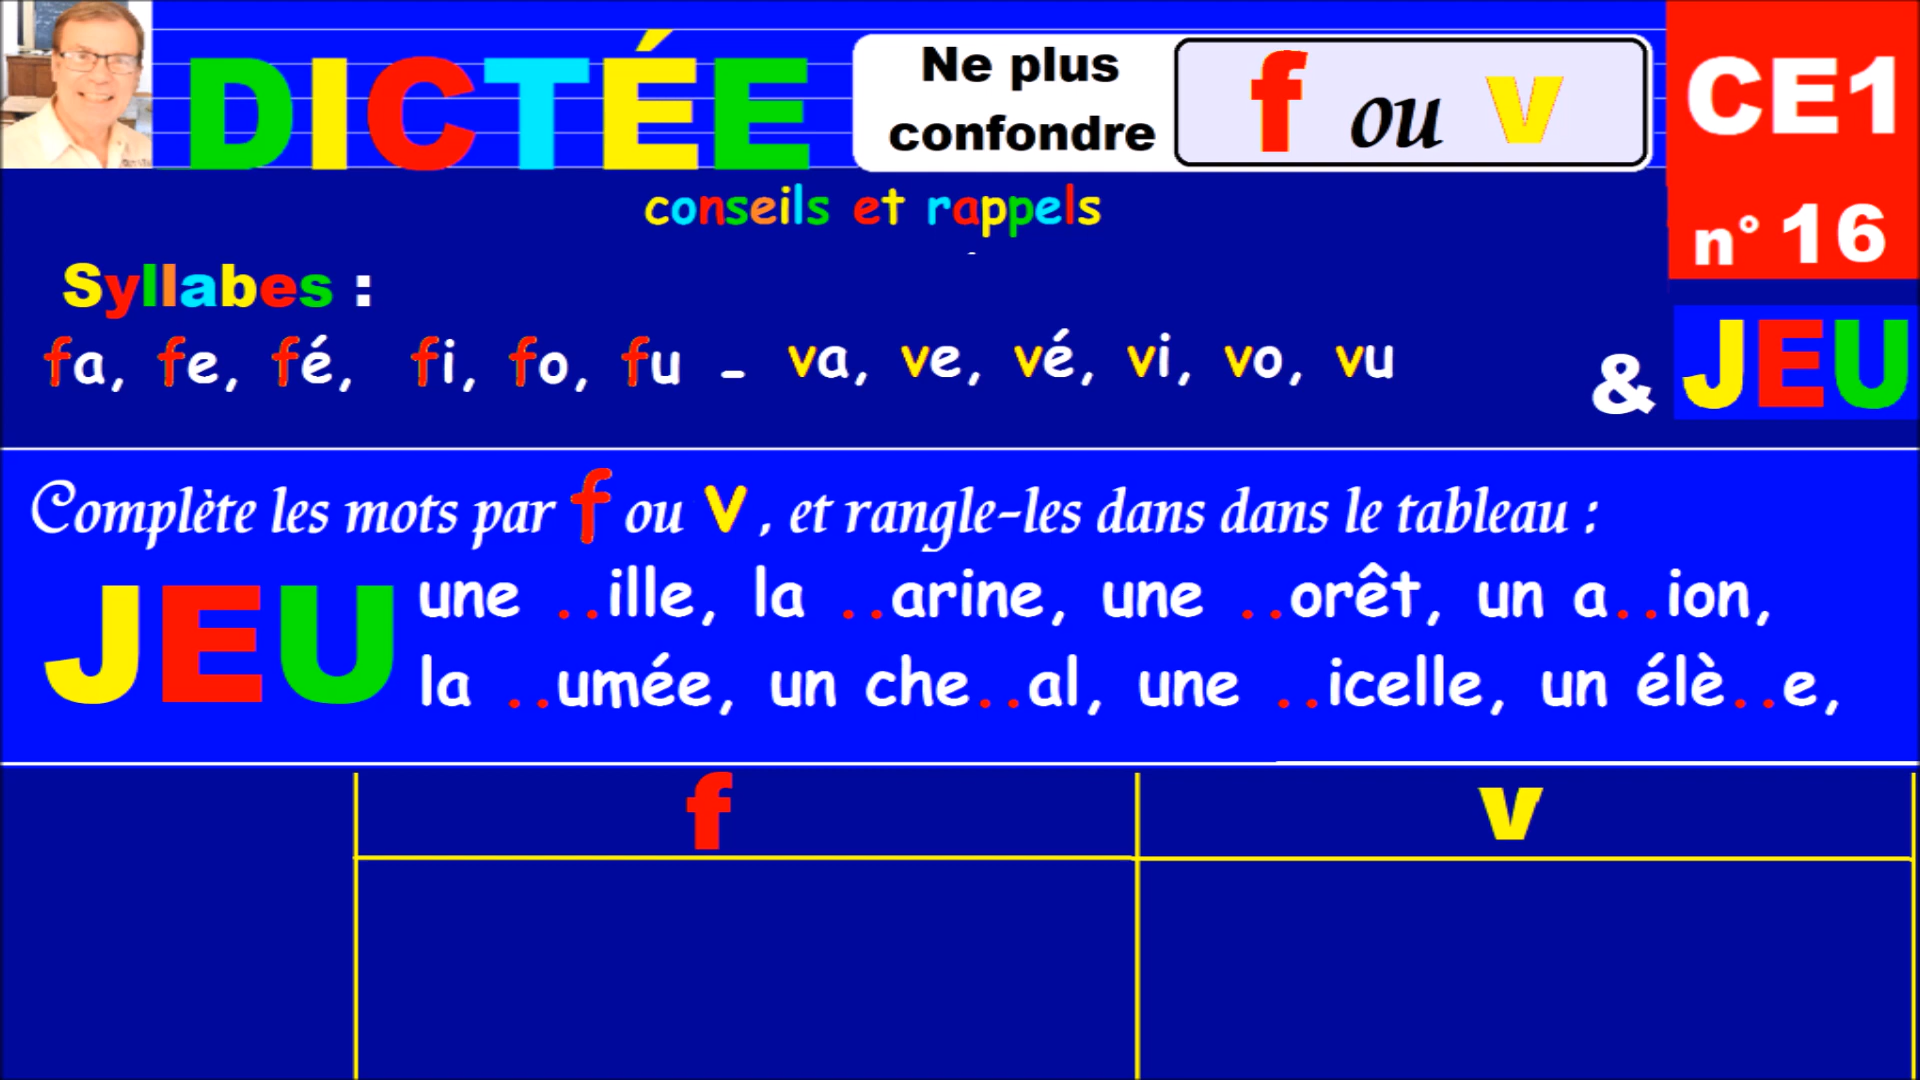 DICTÉE
Ne plus
confondre
f ou v
CE1
n° 16
conseils et rappels
Syllabes :
fa, fe, fé, fi, fo, fu - va, ve, vé, vi, vo, vu
& JEU
Complète les mots par f ou v, et rangle-les dans dans le tableau :
JEU
une ..ille, la ..arine, une ..orêt, un a..ion,
la ..umée, un che..al, une ..icelle, un élè..e,
f v